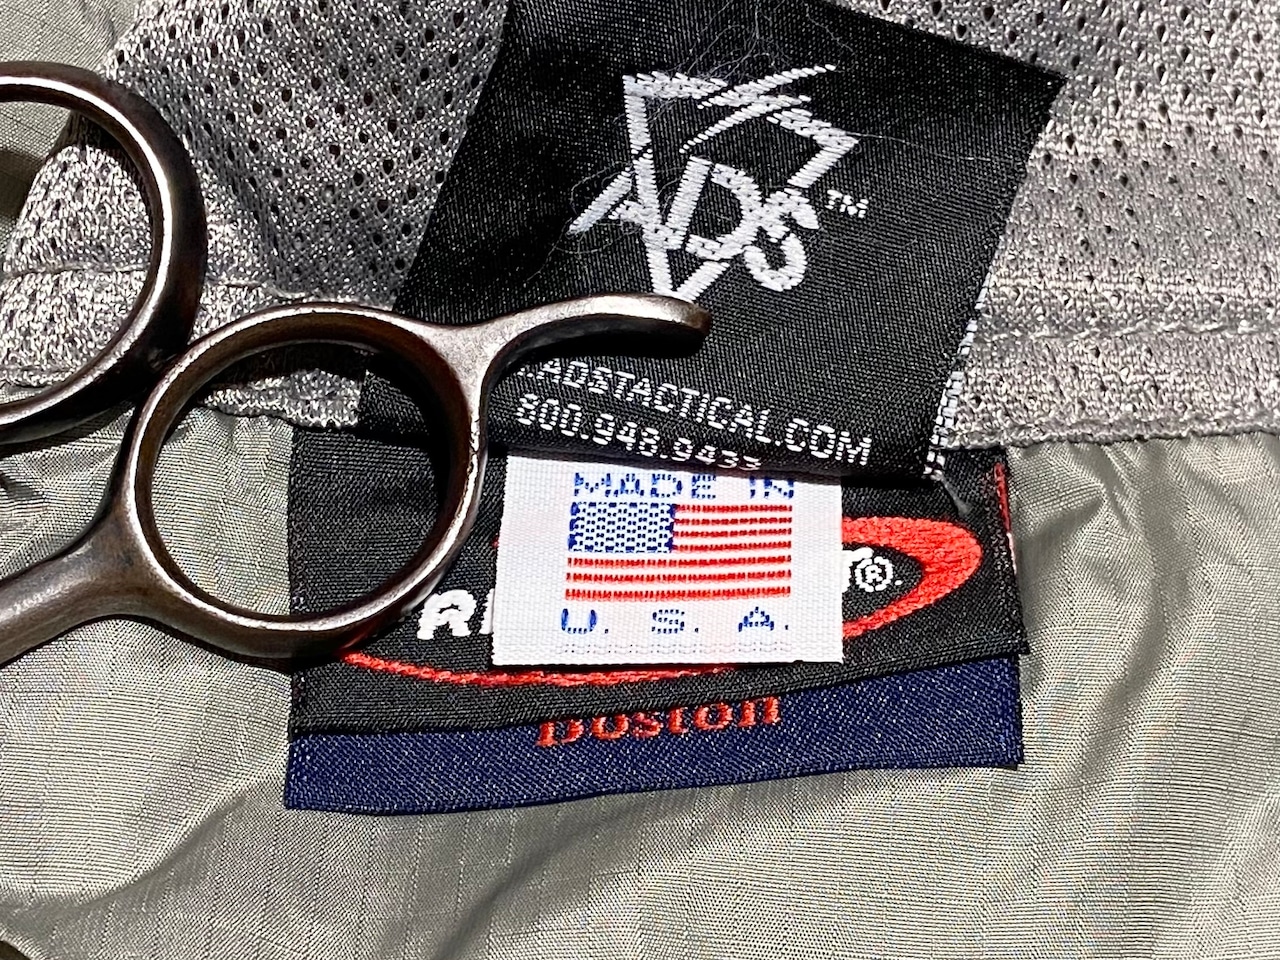 ADS™
ADSTACTICAL.COM
800.948.9433
MADE IN
®
U. S. A.
Boston